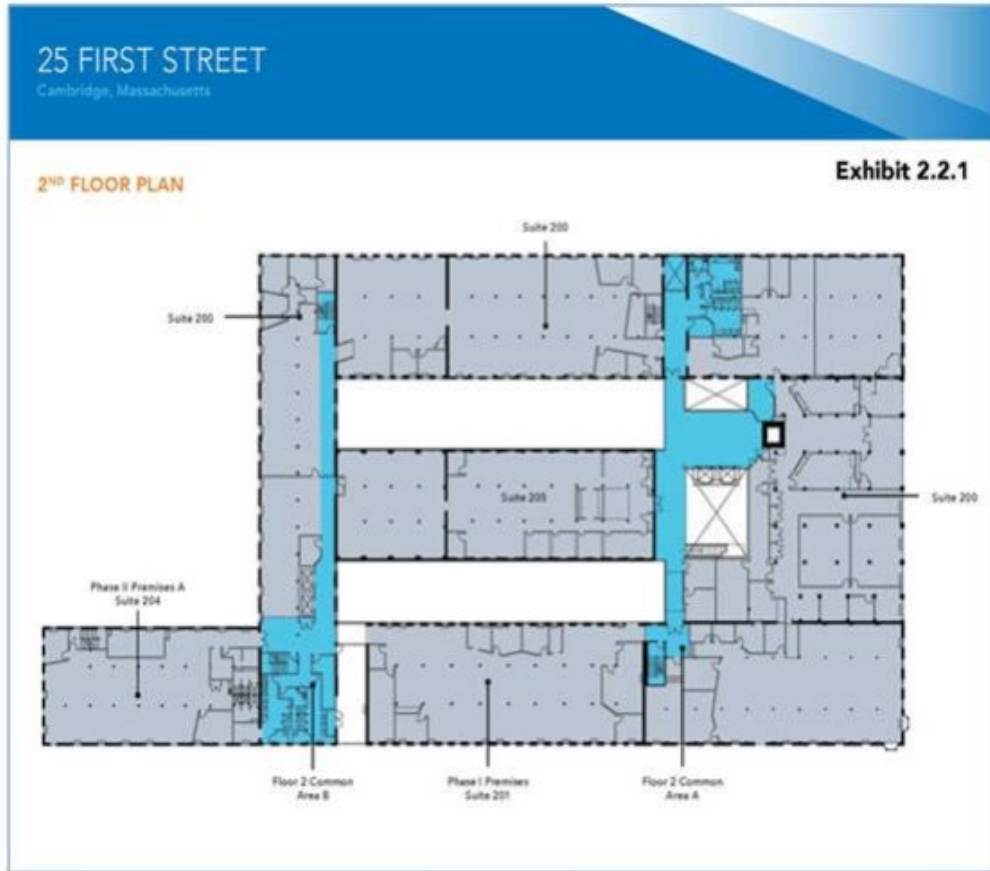 25 FIRST STREET
Cambridge, Massachusetts
2ND FLOOR PLAN
Exhibit 2.2.1
Suite 200
Suite 200
Suite 205
Suite 200
Phase II Premises A
Suite 204
Floor 2 Common
Area B
Phase I Premises
Suite 201
Floor 2 Common
Area A